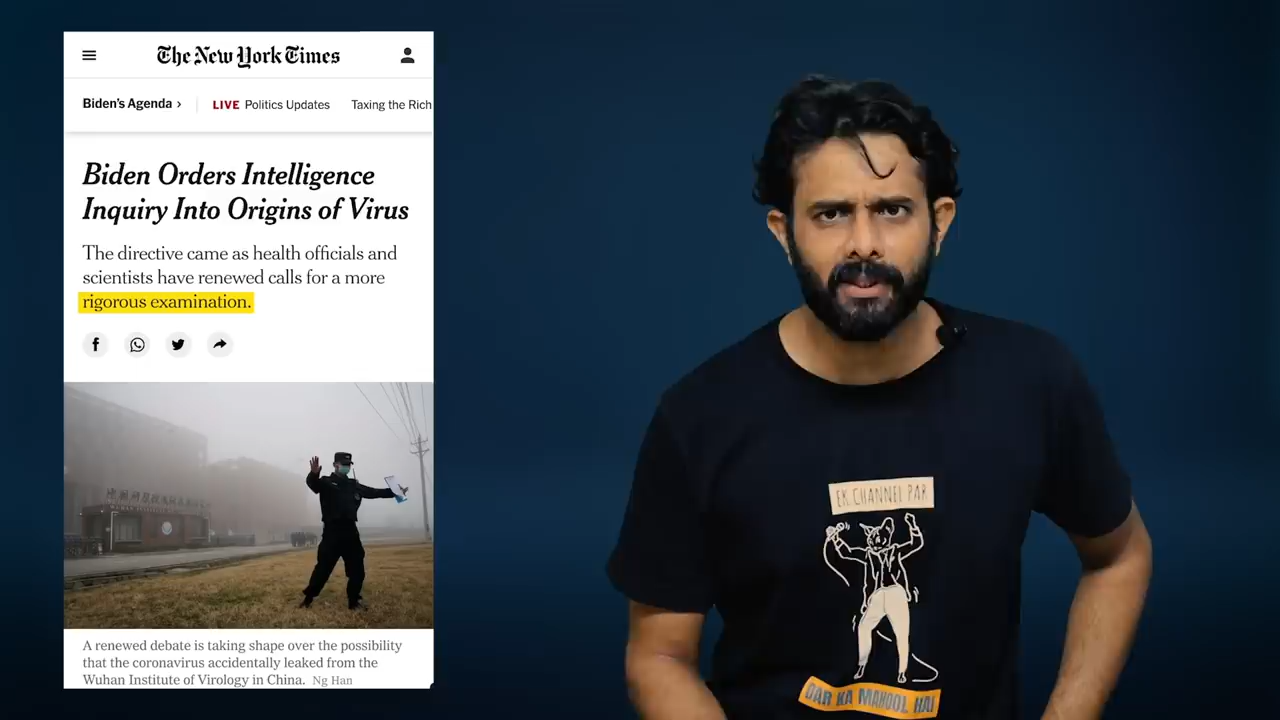 The New York Times
Biden's Agenda › LIVE Politics Updates Taxing the Rich
Biden Orders Intelligence
Inquiry Into Origins of Virus
The directive came as health officials and
scientists have renewed calls for a more
rigorous examination.
A renewed debate is taking shape over the possibility
that the coronavirus accidentally leaked from the
Wuhan Institute of Virology in China. Ng Han
EK CHANNEL PAR
DAR KA MAHOOL HAI